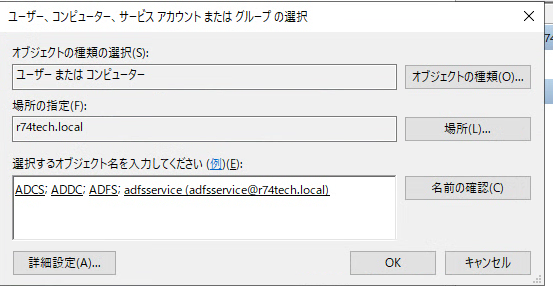 ユーザー、コンピューター、サービス アカウント または グループ の選択
オブジェクトの種類の選択(S):
ユーザー または コンピューター
オブジェクトの種類(O)...
場所の指定(F):
r74tech.local
場所(L)...
選択するオブジェクト名を入力してください (例)(E):
ADCS; ADDC; ADFS; adfsservice (adfsservice@r74tech.local)
名前の確認(C)
詳細設定(A)...
OK
キャンセル